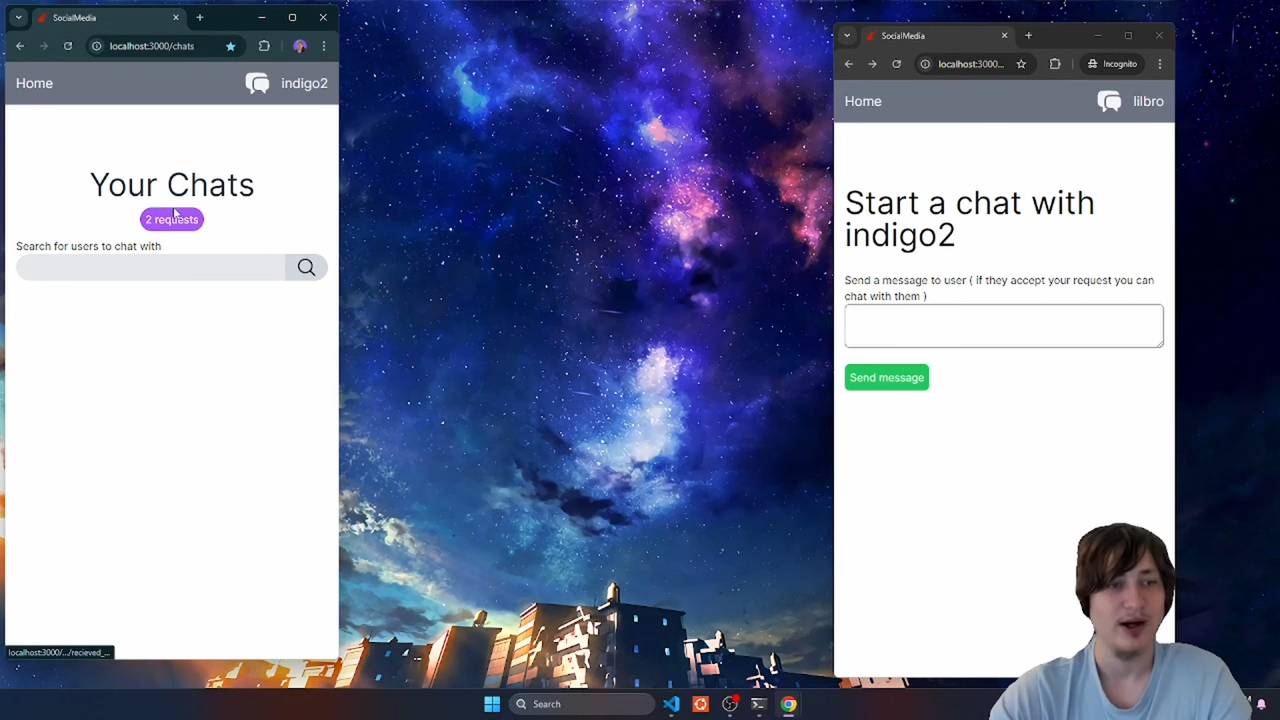 SocialMedia
localhost:3000/chats
Home
indigo2
Your Chats
2 requests
Search for users to chat with
localhost:3000/.../recieved_...
SocialMedia
localhost:3000...
Incognito
Home
lilbro
Start a chat with
indigo2
Send a message to user ( if they accept your request you can
chat with them )
Send message
Search